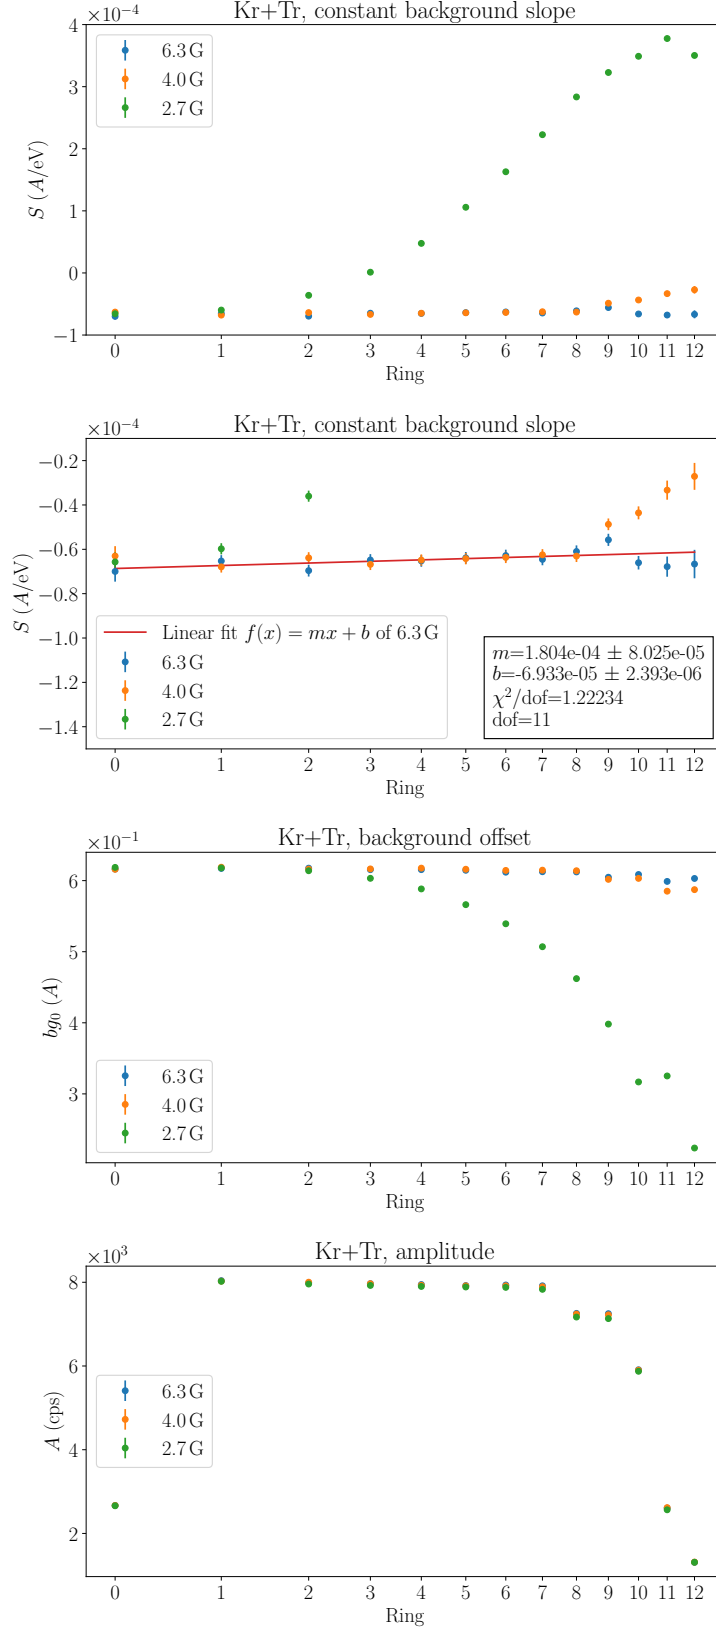 Kr+Tr, constant background slope
×10⁻⁴
4
3
2
1
0
−1
S (A/eV)
6.3 G
4.0 G
2.7 G
0 1 2 3 4 5 6 7 8 9 10 11 12
Ring
Kr+Tr, constant background slope
×10⁻⁴
−0.2
−0.4
−0.6
−0.8
−1.0
−1.2
−1.4
S (A/eV)
Linear fit f(x) = mx + b of 6.3 G
6.3 G
4.0 G
2.7 G
m=1.804e-04 ± 8.025e-05
b=-6.933e-05 ± 2.393e-06
χ²/dof=1.22234
dof=11
0 1 2 3 4 5 6 7 8 9 10 11 12
Ring
Kr+Tr, background offset
×10⁻¹
6
5
4
3
bg₀ (A)
6.3 G
4.0 G
2.7 G
0 1 2 3 4 5 6 7 8 9 10 11 12
Ring
Kr+Tr, amplitude
×10³
8
6
4
2
A (cps)
6.3 G
4.0 G
2.7 G
0 1 2 3 4 5 6 7 8 9 10 11 12
Ring